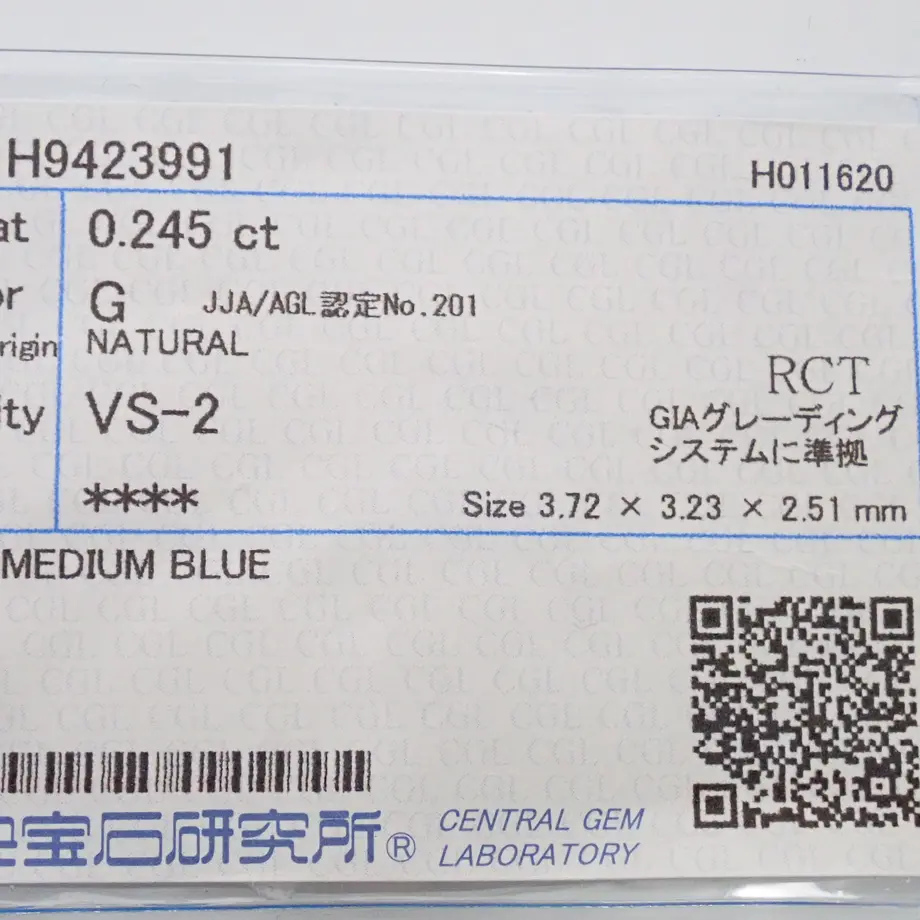 H9423991
H011620
at 0.245 ct
or G JJA/AGL認定No.201
rigin NATURAL
RCT
ity VS-2
GIAグレーディング
システムに準拠
****
Size 3.72 × 3.23 × 2.51 mm
MEDIUM BLUE
央宝石研究所®
CENTRAL GEM
LABORATORY